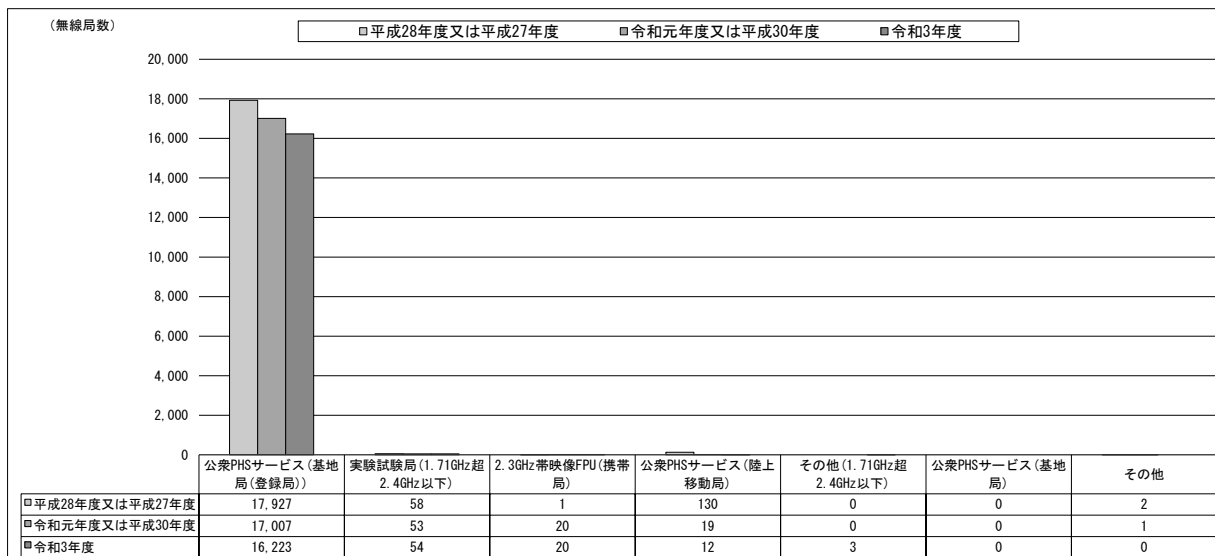 (無線局数)
□平成28年度又は平成27年度 ■令和元年度又は平成30年度 ■令和3年度
20,000
18,000
16,000
14,000
12,000
10,000
8,000
6,000
4,000
2,000
0
公衆PHSサービス(基地局(登録局)) 実験試験局(1.71GHz超2.4GHz以下) 2.3GHz帯映像FPU(携帯局) 公衆PHSサービス(陸上移動局) その他(1.71GHz超2.4GHz以下) 公衆PHSサービス(基地局) その他
□平成28年度又は平成27年度 17,927 58 1 130 0 0 2
■令和元年度又は平成30年度 17,007 53 20 19 0 0 1
■令和3年度 16,223 54 20 12 3 0 0